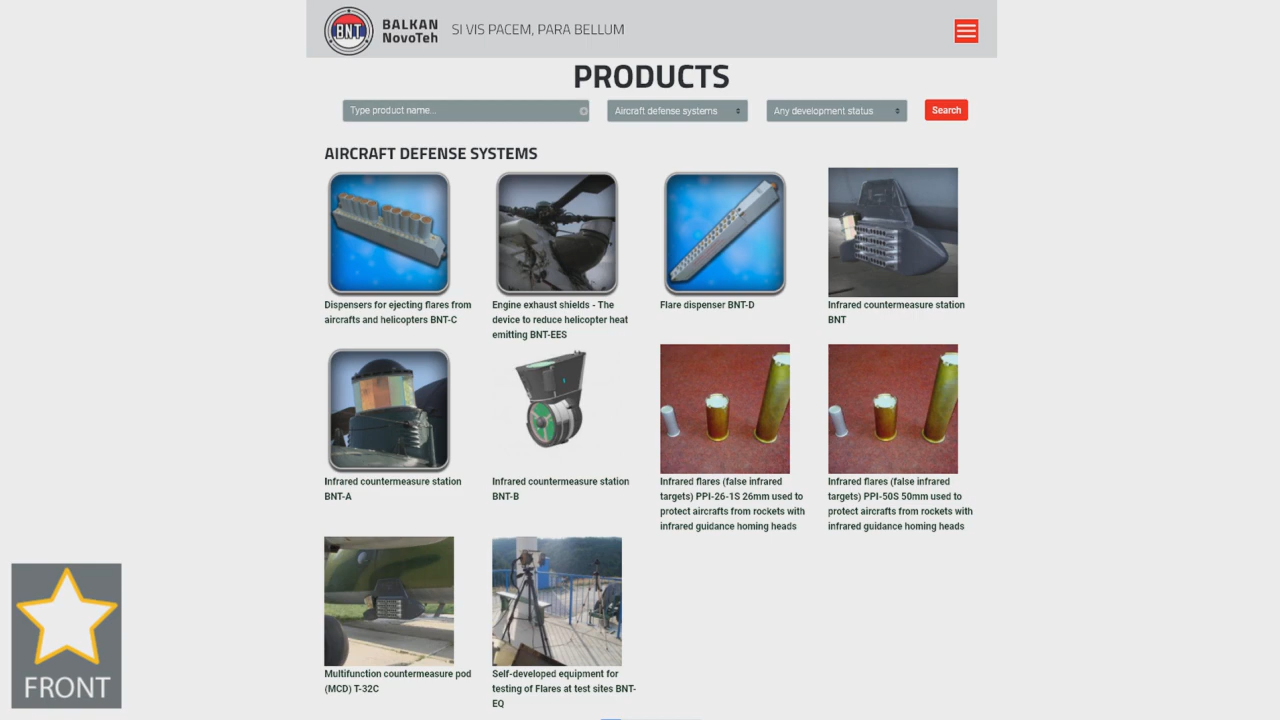 BNT
BALKAN
NovoTeh
SI VIS PACEM, PARA BELLUM
PRODUCTS
Type product name...
Aircraft defense systems
Any development status
Search
AIRCRAFT DEFENSE SYSTEMS
Dispensers for ejecting flares from
aircrafts and helicopters BNT-C
Engine exhaust shields - The
device to reduce helicopter heat
emitting BNT-EES
Flare dispenser BNT-D
Infrared countermeasure station
BNT
Infrared countermeasure station
BNT-A
Infrared countermeasure station
BNT-B
Infrared flares (false infrared
targets) PPI-26-1S 26mm used to
protect aircrafts from rockets with
infrared guidance homing heads
Infrared flares (false infrared
targets) PPI-50S 50mm used to
protect aircrafts from rockets with
infrared guidance homing heads
Multifunction countermeasure pod
(MCD) T-32C
Self-developed equipment for
testing of Flares at test sites BNT-
EQ
FRONT